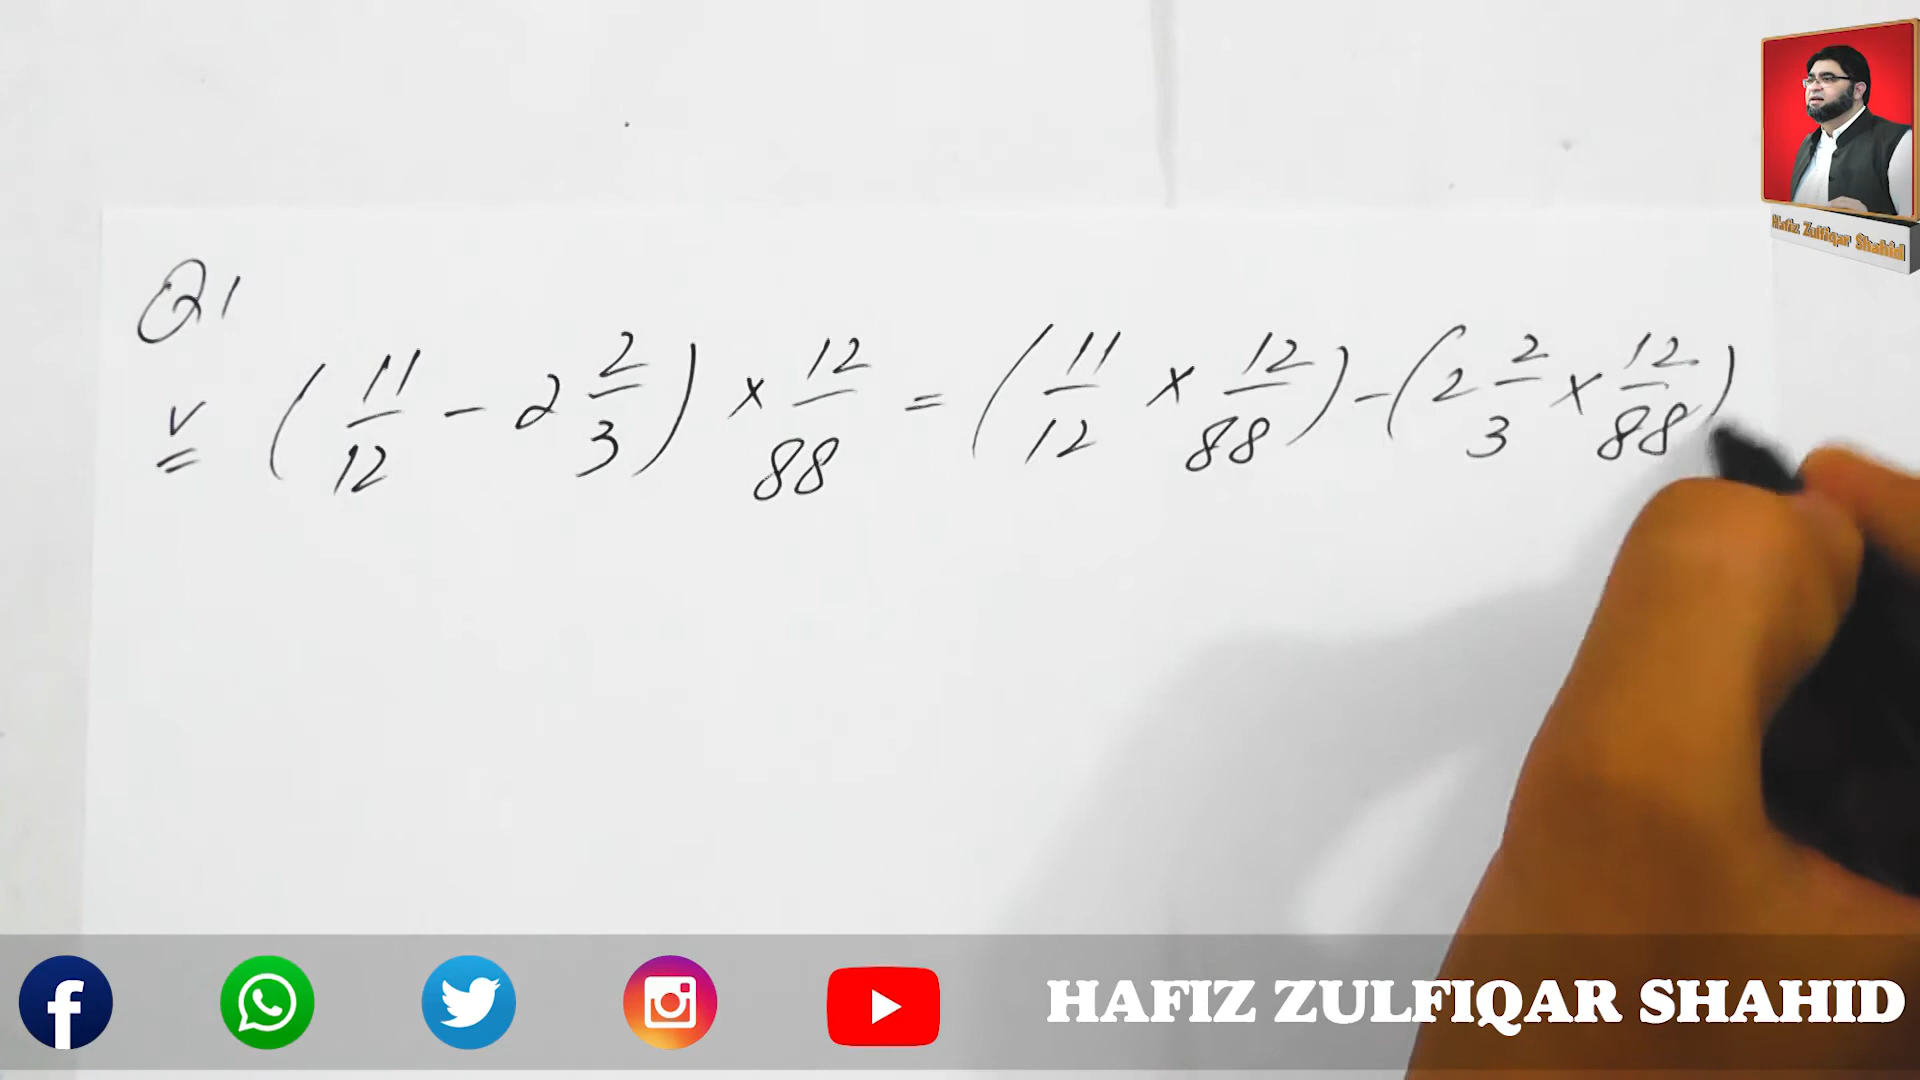 Hafiz Zulfiqar Shahid
Q1
v ( 11/12 - 2 2/3 ) × 12/88 = ( 11/12 × 12/88 ) - ( 2 2/3 × 12/88 )
HAFIZ ZULFIQAR SHAHID